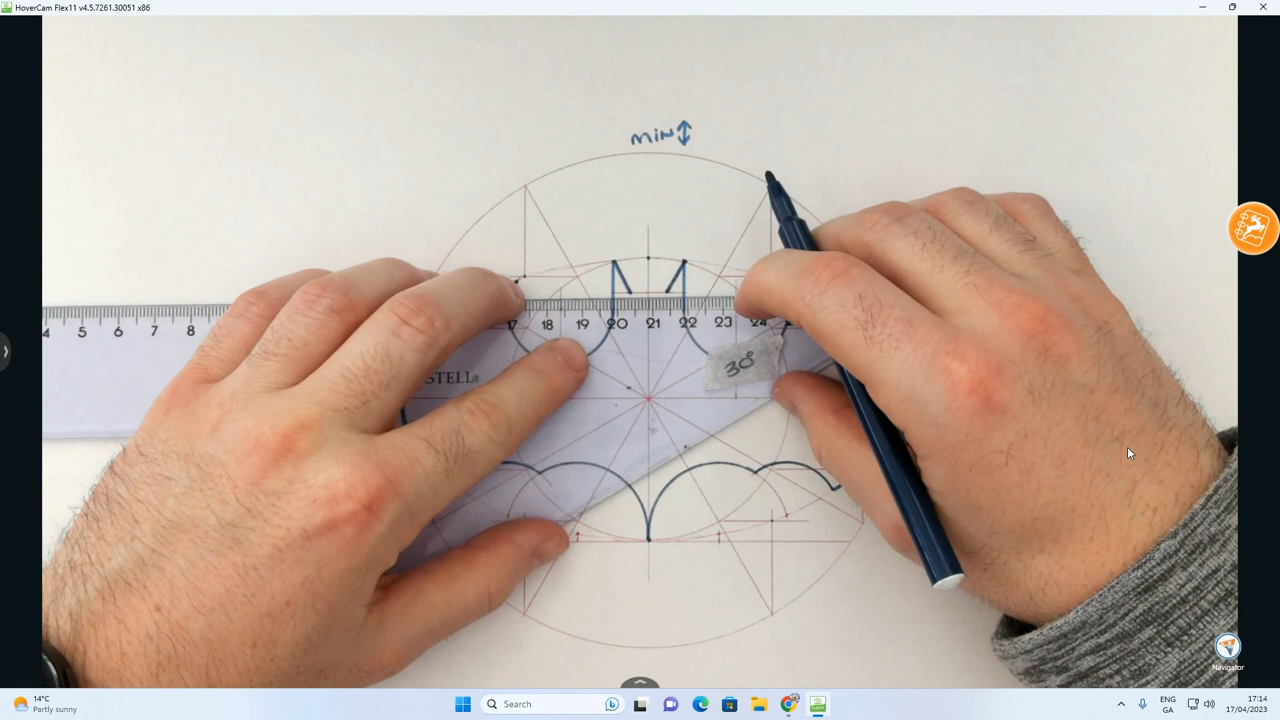 HoverCam Flex11 v4.5.7261.30051 x86
MIN
4 5 6 7 8 17 18 19 20 21 22 23 24
STELL
30°
Navigator
14°C
Partly sunny
Search
ENG
GA
17:14
17/04/2023